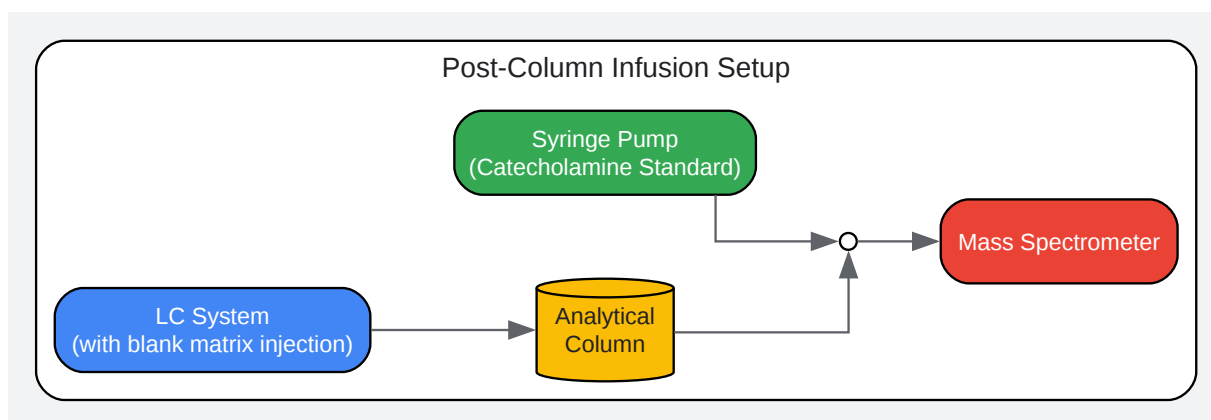 Post-Column Infusion Setup
Syringe Pump
(Catecholamine Standard)
Mass Spectrometer
LC System
(with blank matrix injection)
Analytical
Column